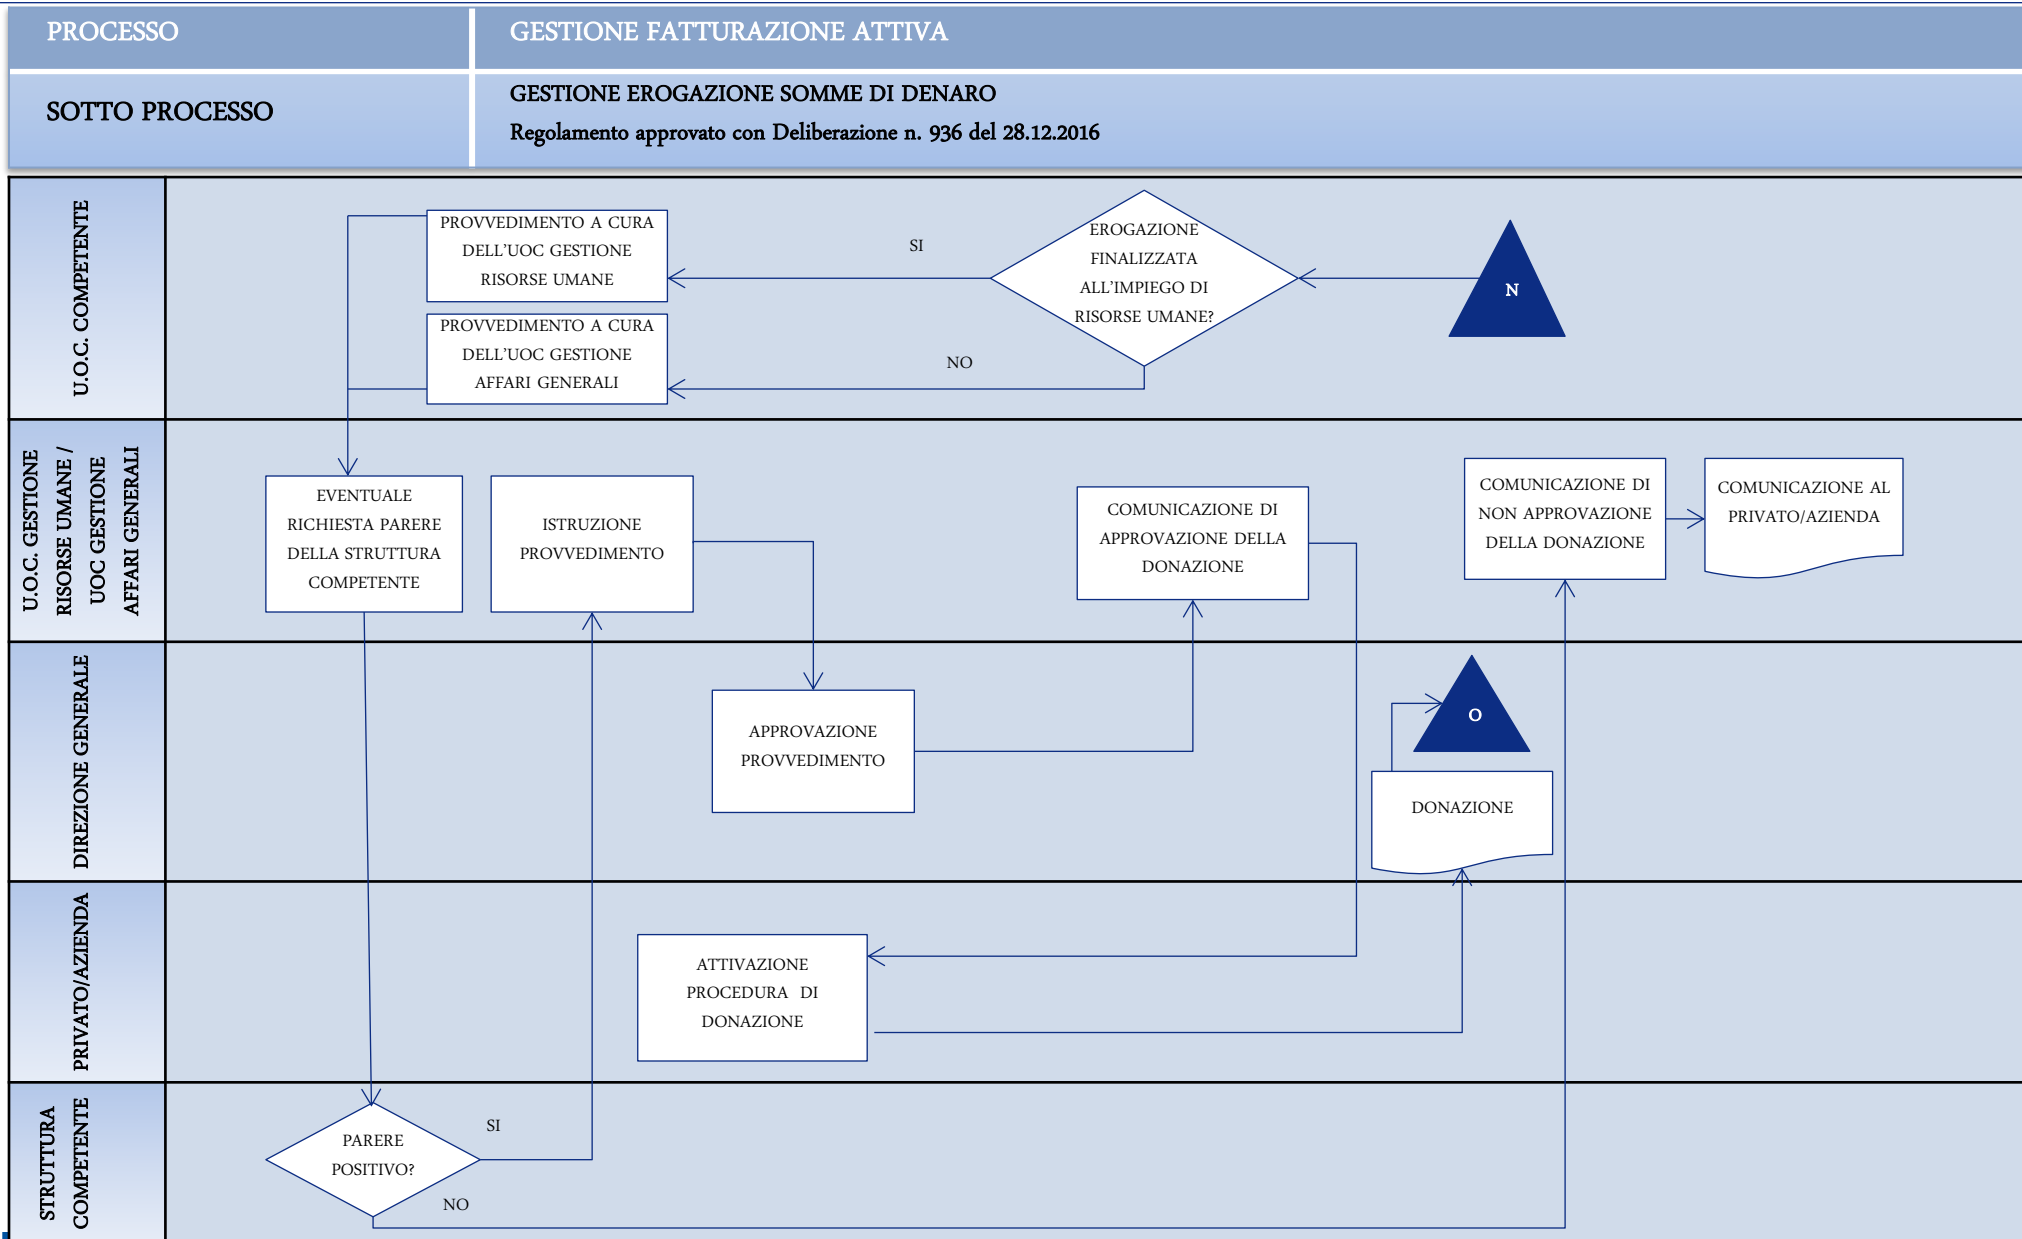 PROCESSO
GESTIONE FATTURAZIONE ATTIVA
SOTTO PROCESSO
GESTIONE EROGAZIONE SOMME DI DENARO
Regolamento approvato con Deliberazione n. 936 del 28.12.2016
U.O.C. COMPETENTE
PROVVEDIMENTO A CURA
DELL'UOC GESTIONE
RISORSE UMANE
SI
EROGAZIONE
FINALIZZATA
ALL'IMPIEGO DI
RISORSE UMANE?
N
PROVVEDIMENTO A CURA
DELL'UOC GESTIONE
AFFARI GENERALI
NO
U.O.C. GESTIONE
RISORSE UMANE /
UOC GESTIONE
AFFARI GENERALI
EVENTUALE
RICHIESTA PARERE
DELLA STRUTTURA
COMPETENTE
ISTRUZIONE
PROVVEDIMENTO
COMUNICAZIONE DI
APPROVAZIONE DELLA
DONAZIONE
COMUNICAZIONE DI
NON APPROVAZIONE
DELLA DONAZIONE
COMUNICAZIONE AL
PRIVATO/AZIENDA
DIREZIONE GENERALE
APPROVAZIONE
PROVVEDIMENTO
O
DONAZIONE
PRIVATO/AZIENDA
ATTIVAZIONE
PROCEDURA DI
DONAZIONE
STRUTTURA
COMPETENTE
PARERE
POSITIVO?
SI
NO